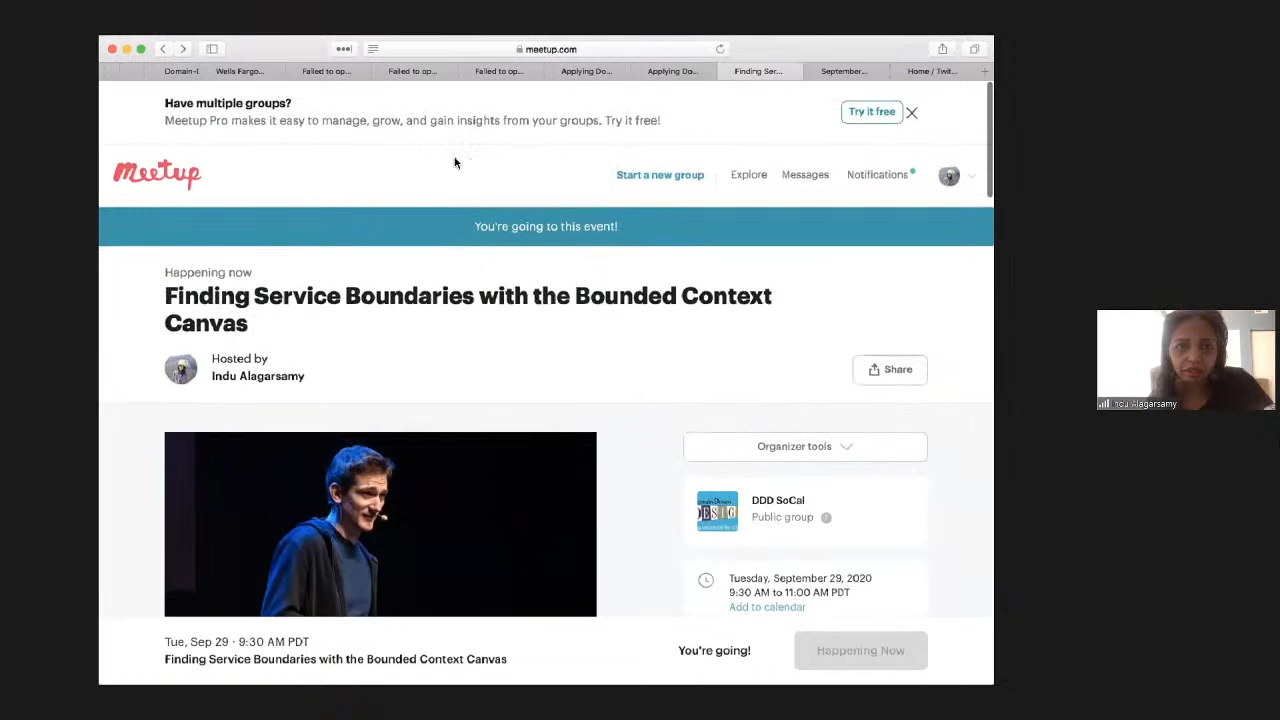 meetup.com
Domain-I
Wells Fargo...
Failed to op...
Failed to op...
Failed to op...
Applying Do...
Applying Do...
Finding Ser...
September...
Home / Twit...
Have multiple groups?
Meetup Pro makes it easy to manage, grow, and gain insights from your groups. Try it free!
Try it free
Meetup
Start a new group
Explore
Messages
Notifications
You're going to this event!
Happening now
Finding Service Boundaries with the Bounded Context
Canvas
Hosted by
Indu Alagarsamy
Share
Indu Alagarsamy
Organizer tools
DDD SoCal
DESIG
Public group
Tuesday, September 29, 2020
9:30 AM to 11:00 AM PDT
Add to calendar
Tue, Sep 29 · 9:30 AM PDT
Finding Service Boundaries with the Bounded Context Canvas
You're going!
Happening Now